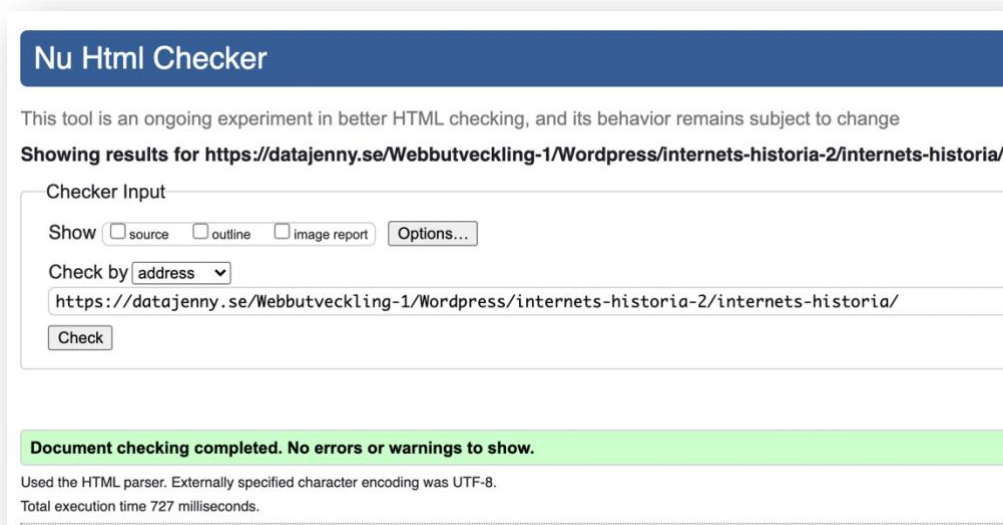 Nu Html Checker
This tool is an ongoing experiment in better HTML checking, and its behavior remains subject to change
Showing results for https://datajenny.se/Webbutveckling-1/Wordpress/internets-historia-2/internets-historia/
Checker Input
Show source outline image report Options...
Check by address
https://datajenny.se/Webbutveckling-1/Wordpress/internets-historia-2/internets-historia/
Check
Document checking completed. No errors or warnings to show.
Used the HTML parser. Externally specified character encoding was UTF-8.
Total execution time 727 milliseconds.